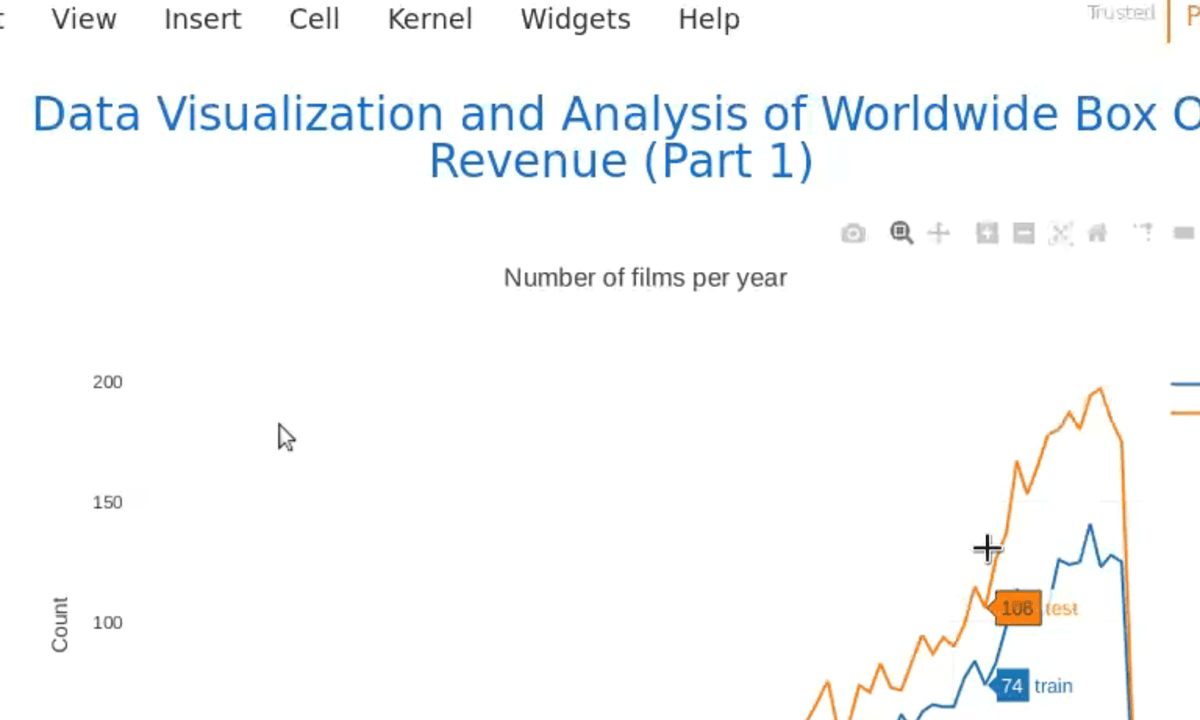 View Insert Cell Kernel Widgets Help Trusted
Data Visualization and Analysis of Worldwide Box
Revenue (Part 1)
Number of films per year
200
150
Count
100
test
74 train